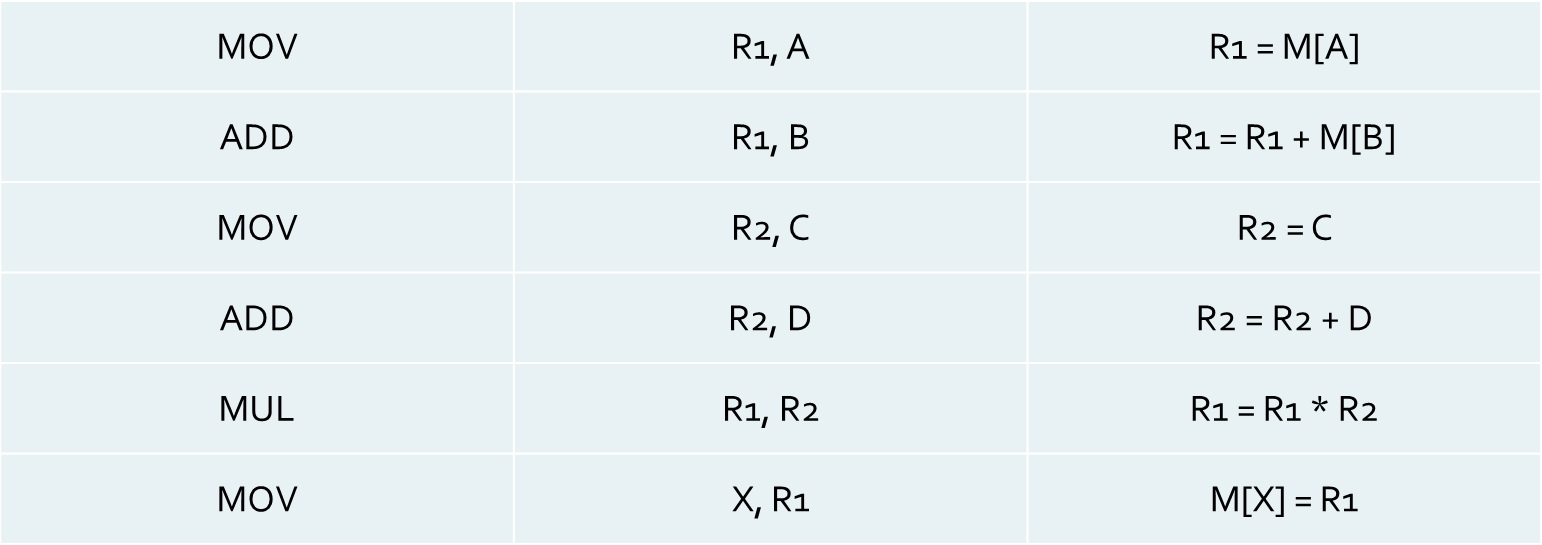 MOV R1, A R1 = M[A]
ADD R1, B R1 = R1 + M[B]
MOV R2, C R2 = C
ADD R2, D R2 = R2 + D
MUL R1, R2 R1 = R1 * R2
MOV X, R1 M[X] = R1